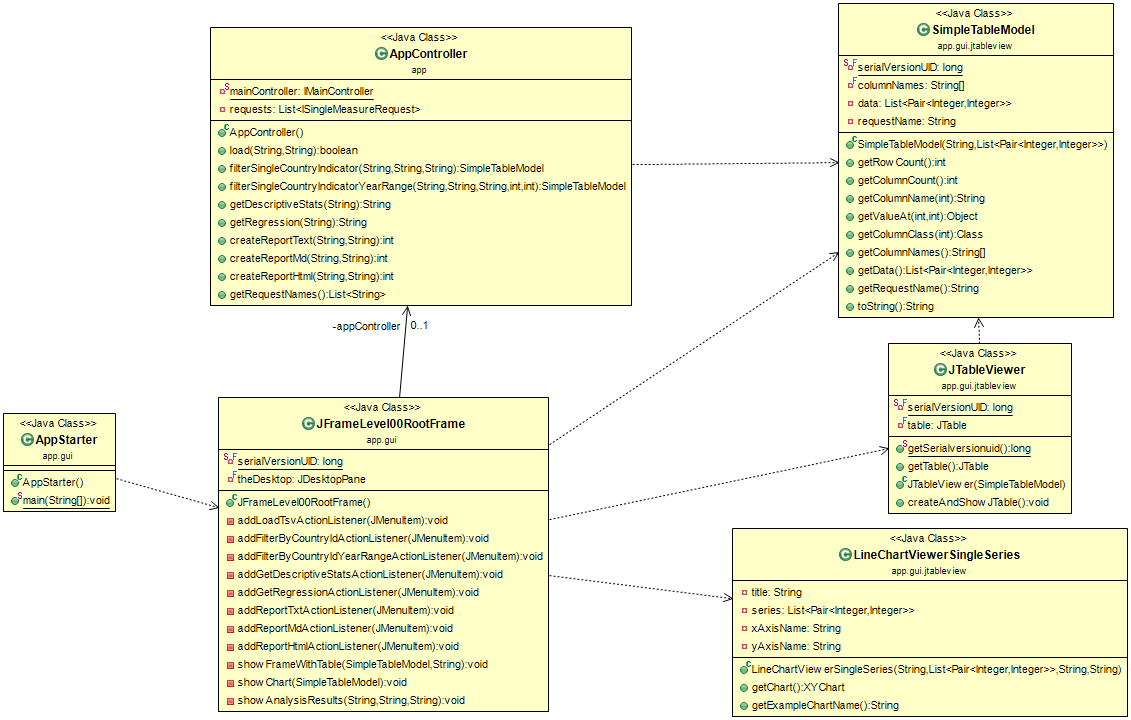 <<Java Class>>
AppController
app
mainController: IMainController
requests: List<ISingleMeasureRequest>
AppController()
load(String,String):boolean
filterSingleCountryIndicator(String,String,String):SimpleTableModel
filterSingleCountryIndicatorYearRange(String,String,String,int,int):SimpleTableModel
getDescriptiveStats(String):String
getRegression(String):String
createReportText(String,String):int
createReportMd(String,String):int
createReportHtml(String,String):int
getRequestNames():List<String>
<<Java Class>>
SimpleTableModel
app.gui.jtableview
serialVersionUID: long
columnNames: String[]
data: List<Pair<Integer,Integer>>
requestName: String
SimpleTableModel(String,List<Pair<Integer,Integer>>)
getRowCount():int
getColumnCount():int
getColumnName(int):String
getValueAt(int,int):Object
getColumnClass(int):Class
getColumnNames():String[]
getData():List<Pair<Integer,Integer>>
getRequestName():String
toString():String
-appController 0..1
<<Java Class>>
AppStarter
app.gui
AppStarter()
main(String[]):void
<<Java Class>>
JFrameLevel00RootFrame
app.gui
serialVersionUID: long
theDesktop: JDesktopPane
JFrameLevel00RootFrame()
addLoadTsvActionListener(JMenuItem):void
addFilterByCountryIdActionListener(JMenuItem):void
addFilterByCountryIdYearRangeActionListener(JMenuItem):void
addGetDescriptiveStatsActionListener(JMenuItem):void
addGetRegressionActionListener(JMenuItem):void
addReportTxtActionListener(JMenuItem):void
addReportMdActionListener(JMenuItem):void
addReportHtmlActionListener(JMenuItem):void
showFrameWithTable(SimpleTableModel,String):void
showChart(SimpleTableModel):void
showAnalysisResults(String,String,String):void
<<Java Class>>
JTableViewer
app.gui.jtableview
serialVersionUID: long
table: JTable
getSerialversionuid():long
getTable():JTable
JTableViewer(SimpleTableModel)
createAndShowJTable():void
<<Java Class>>
LineChartViewerSingleSeries
app.gui.jtableview
title: String
series: List<Pair<Integer,Integer>>
xAxisName: String
yAxisName: String
LineChartViewerSingleSeries(String,List<Pair<Integer,Integer>>,String,String)
getChart():XYChart
getExampleChartName():String